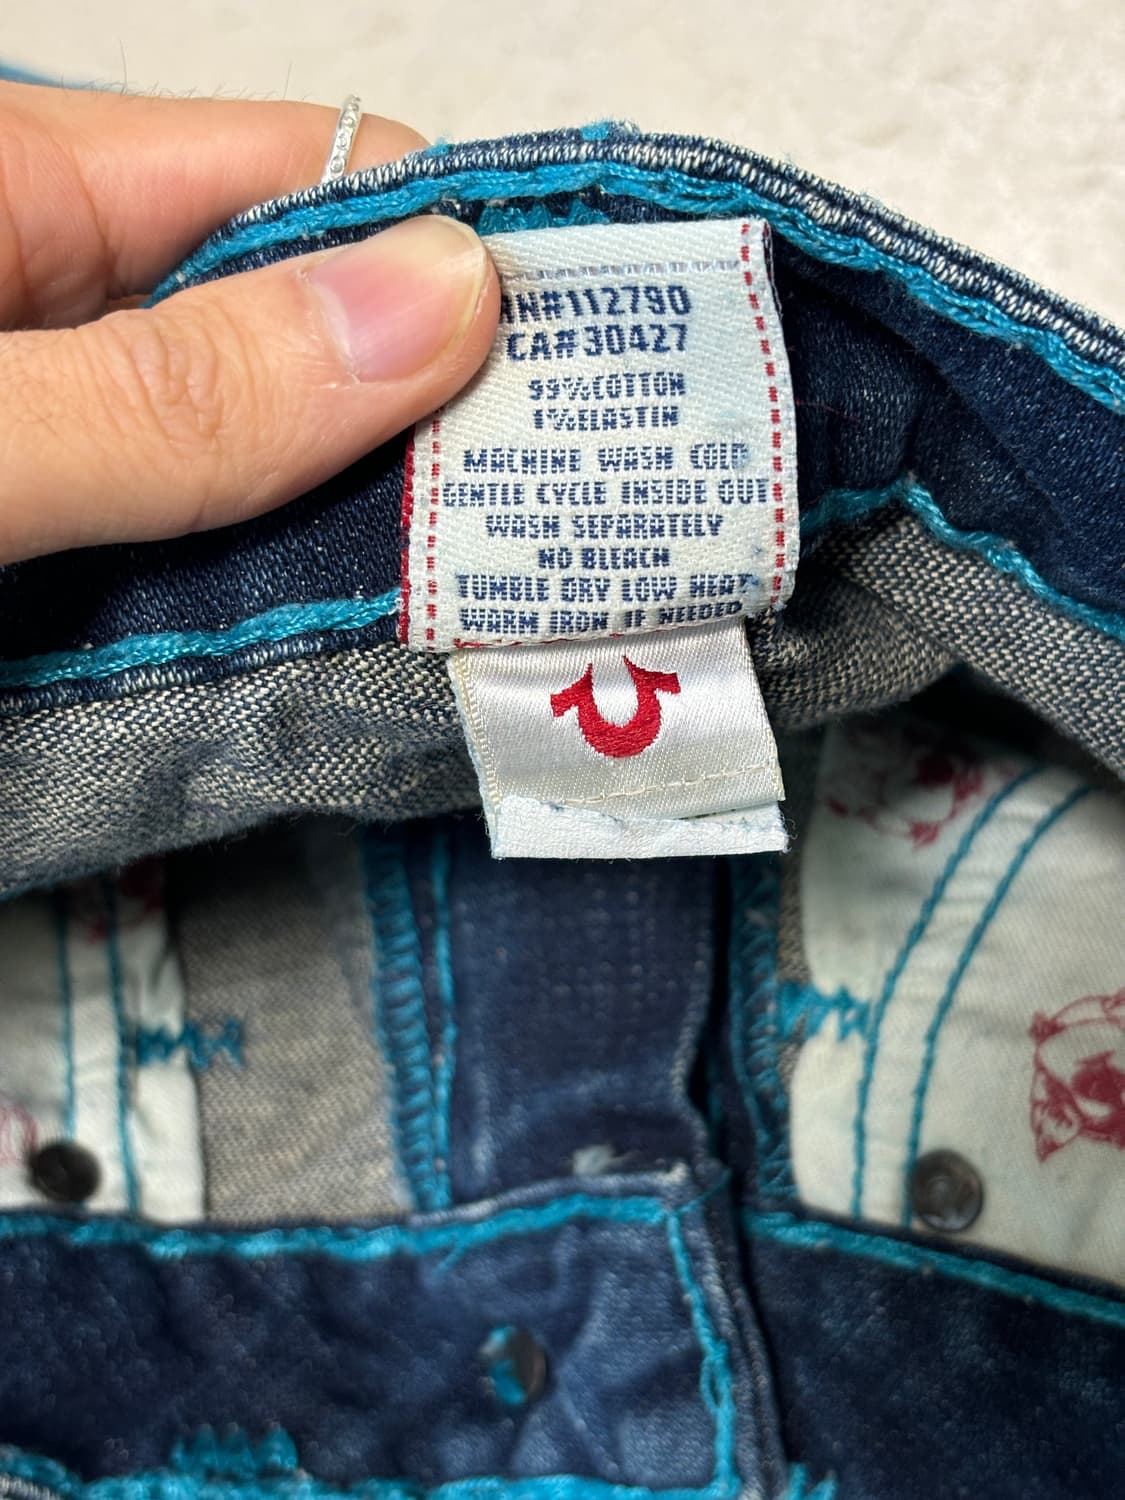 RN#112790
CA#30427
99%COTTON
1%ELASTIN
MACHINE WASH COLD
GENTLE CYCLE INSIDE OUT
WASH SEPARATELY
NO BLEACH
TUMBLE DRY LOW HEAT
WARM IRON IF NEEDED